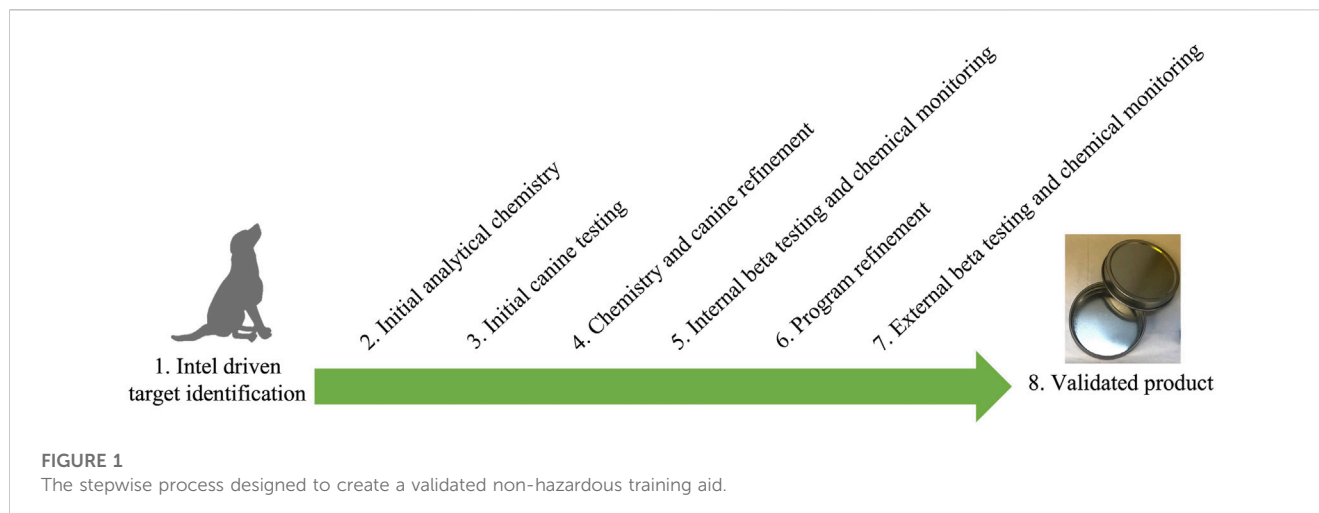 1. Intel driven
target identification
2. Initial analytical chemistry
3. Initial canine testing
4. Chemistry and canine refinement
5. Internal beta testing and chemical monitoring
6. Program refinement
7. External beta testing and chemical monitoring
8. Validated product
FIGURE 1
The stepwise process designed to create a validated non-hazardous training aid.